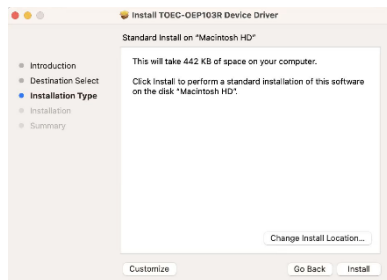 Install TOEC-OEP103R Device Driver
Standard Install on "Macintosh HD"
Introduction
Destination Select
Installation Type
Installation
Summary
This will take 442 KB of space on your computer.
Click Install to perform a standard installation of this software
on the disk "Macintosh HD".
Change Install Location...
Customize
Go Back
Install